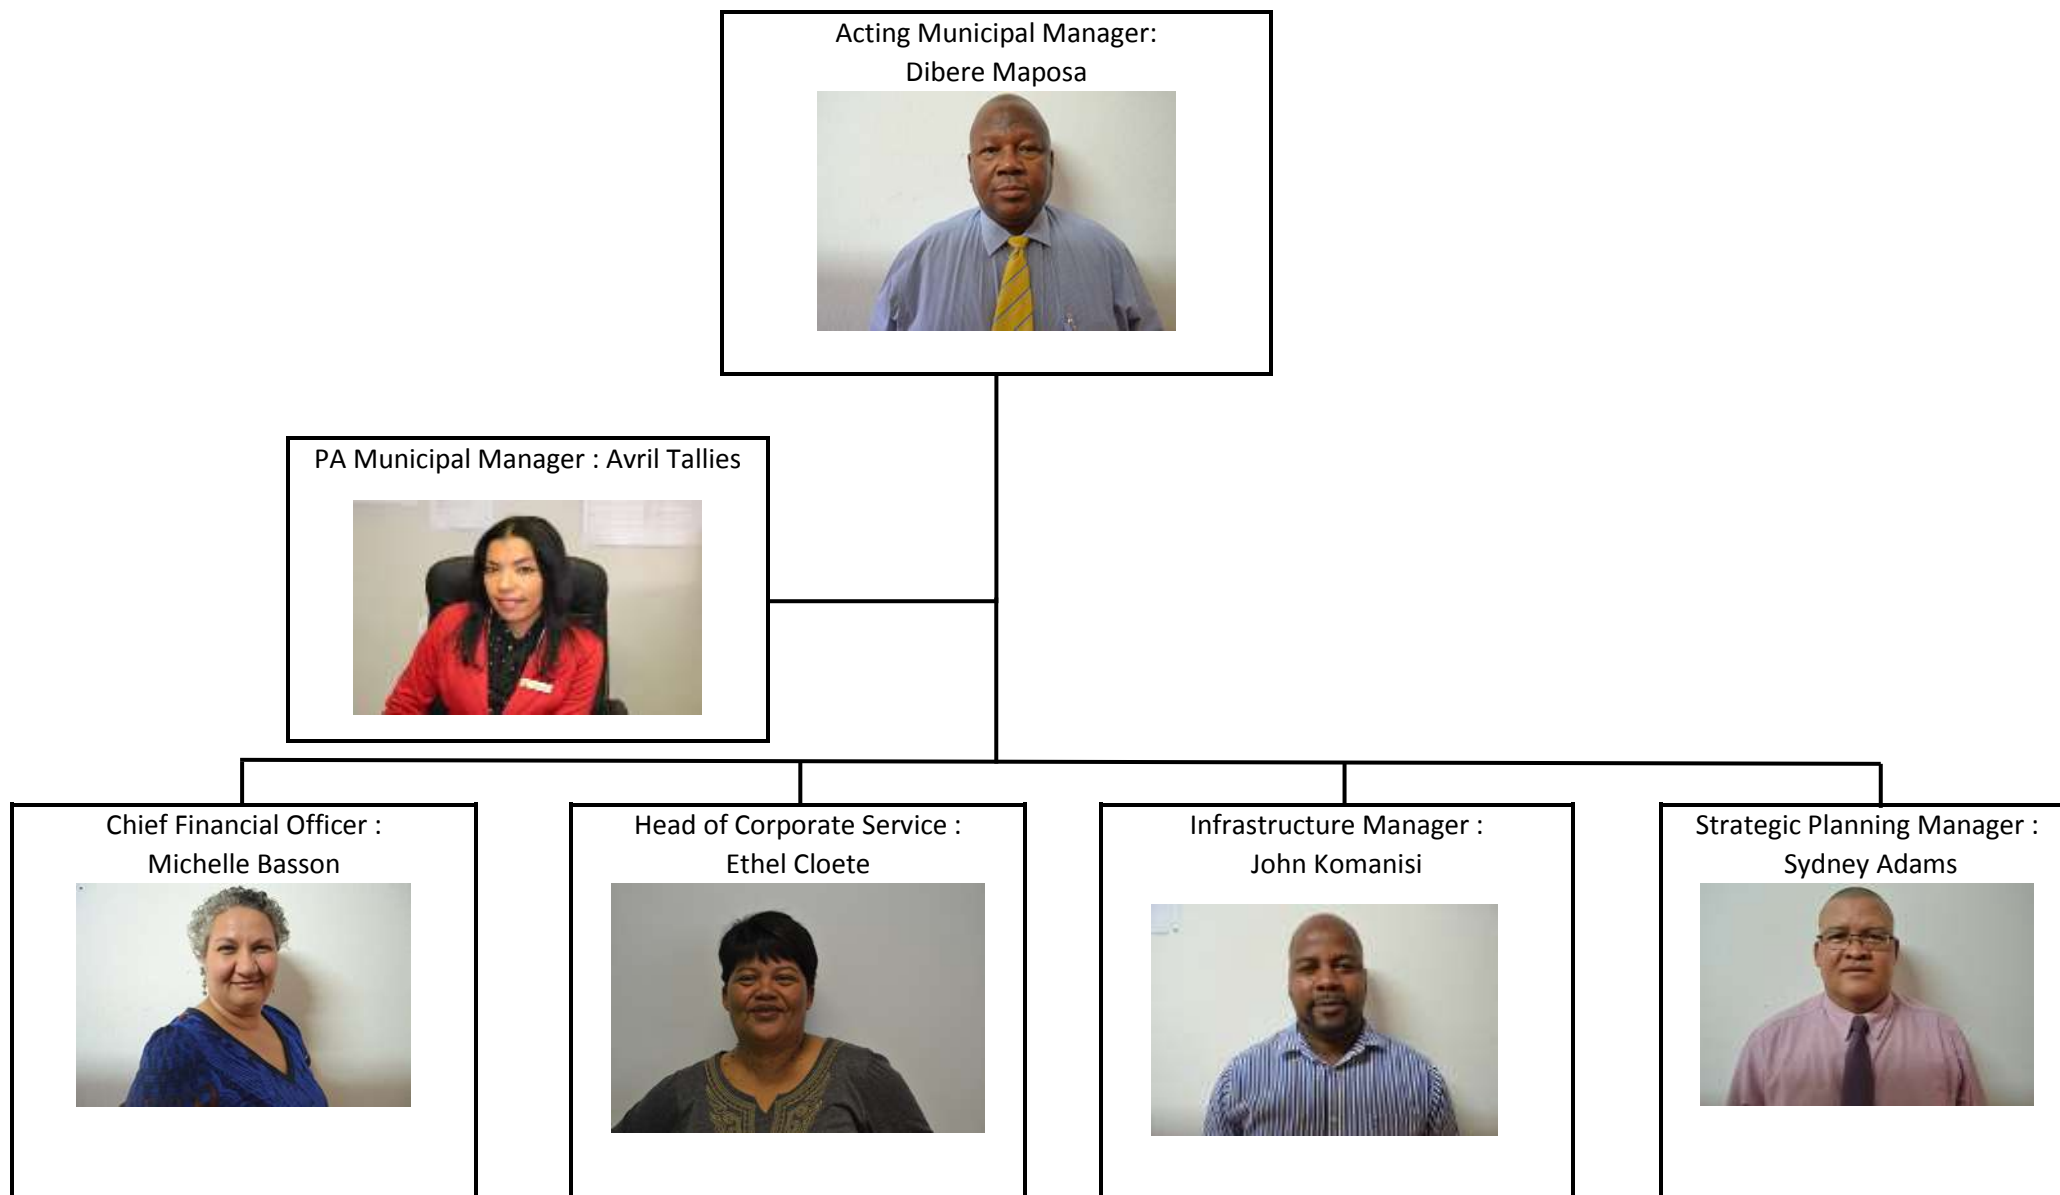 Acting Municipal Manager:
Dibere Maposa
PA Municipal Manager : Avril Tallies
Chief Financial Officer :
Michelle Basson
Head of Corporate Service :
Ethel Cloete
Infrastructure Manager :
John Komanisi
Strategic Planning Manager :
Sydney Adams